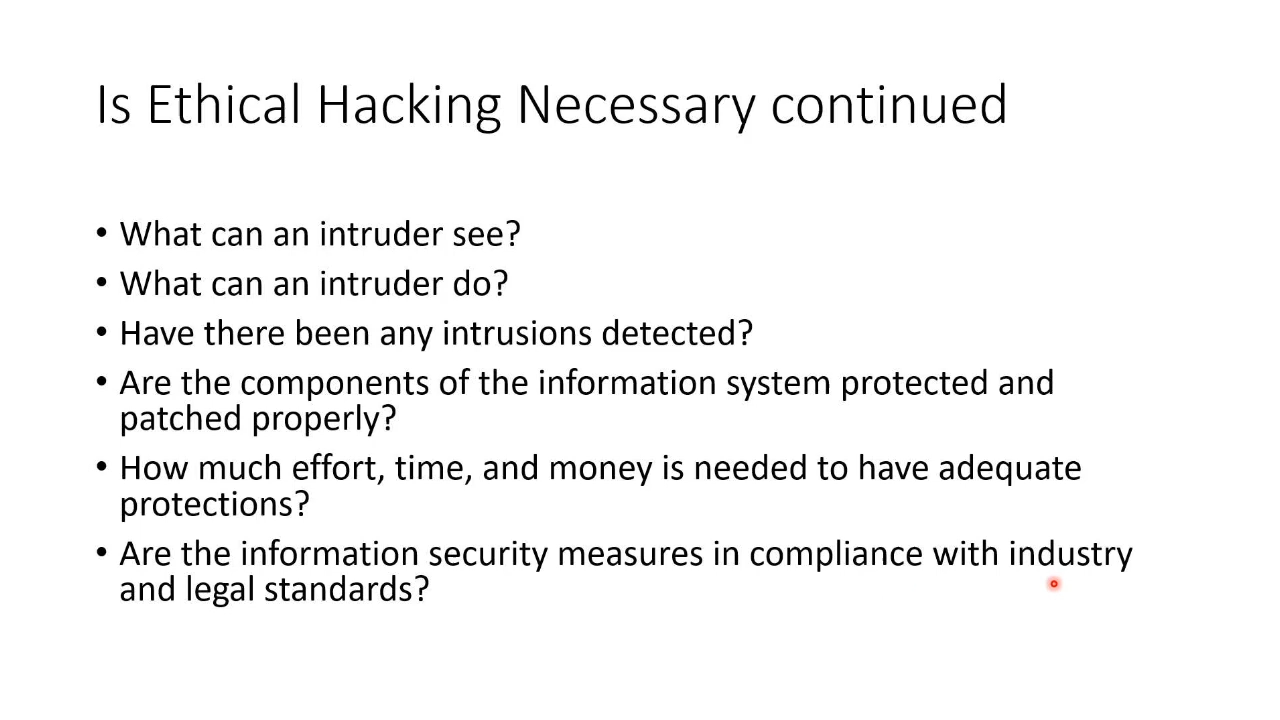 Is Ethical Hacking Necessary continued
• What can an intruder see?
• What can an intruder do?
• Have there been any intrusions detected?
• Are the components of the information system protected and
patched properly?
• How much effort, time, and money is needed to have adequate
protections?
• Are the information security measures in compliance with industry
and legal standards?